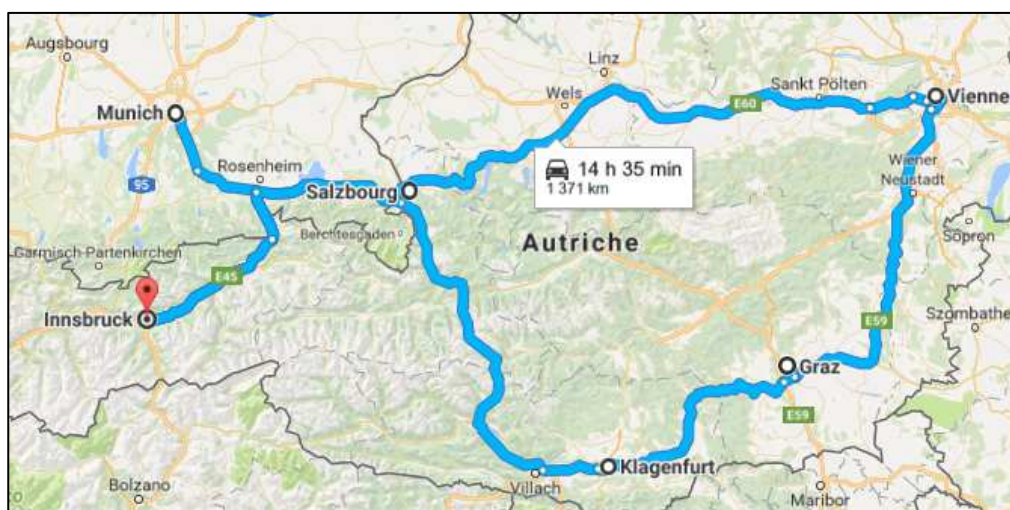 Augsbourg
Linz
Sankt Pölten
Munich
Wels
E60
Vienne
Rosenheim
14 h 35 min
1 371 km
Wiener
Neustadt
95
Salzbourg
Berchtesgaden
Autriche
Sopron
Garmisch-Partenkirchen
E45
Innsbruck
E59
Szombathe
Graz
E59
Klagenfurt
Villach
Bolzano
Maribor